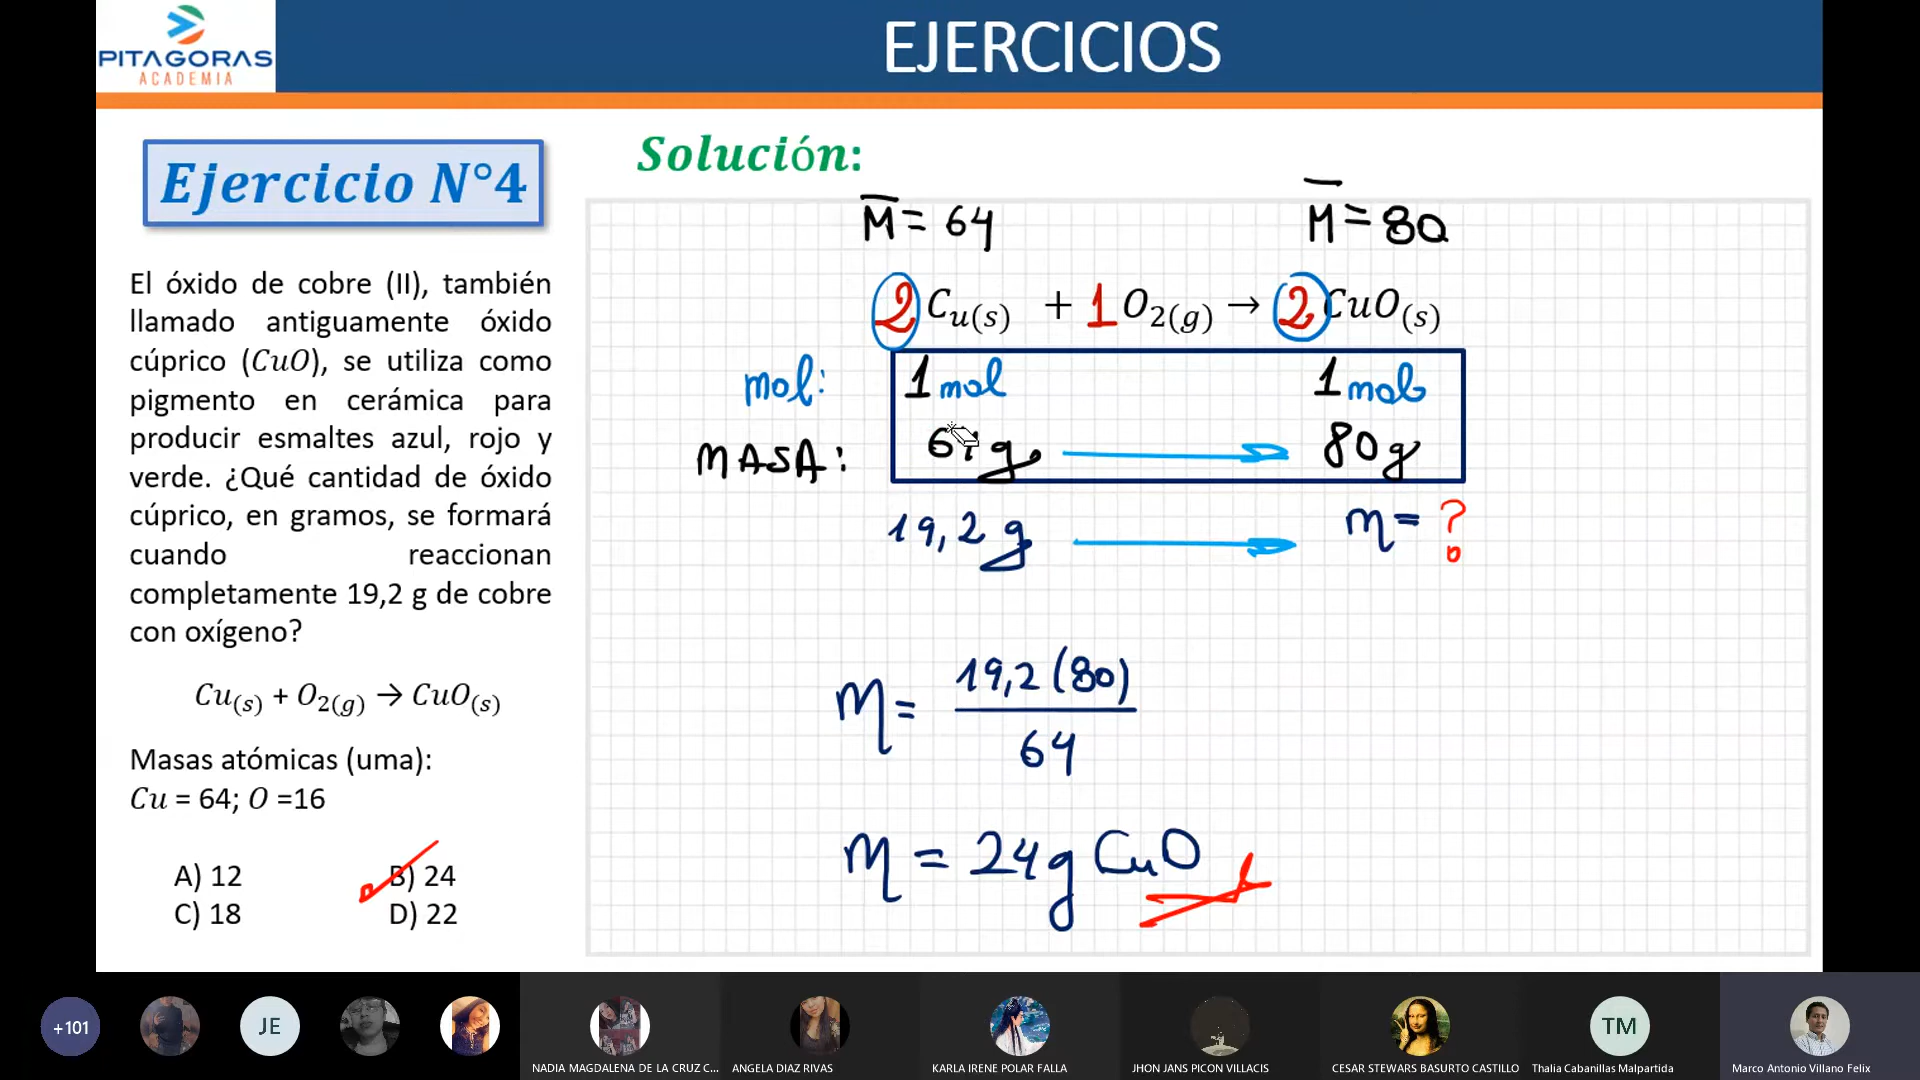 PITAGORAS
ACADEMIA
EJERCICIOS
Ejercicio N°4
El óxido de cobre (II), también
llamado antiguamente óxido
cúprico (CuO), se utiliza como
pigmento en cerámica para
producir esmaltes azul, rojo y
verde. ¿Qué cantidad de óxido
cúprico, en gramos, se formará
cuando reaccionan
completamente 19,2 g de cobre
con oxígeno?
Cu(s) + O2(g) → CuO(s)
Masas atómicas (uma):
Cu = 64; O =16
A) 12 B) 24
C) 18 D) 22
Solución:
M = 64 M = 80
2 Cu(s) + 1 O2(g) → 2 CuO(s)
mol: 1 mol 1 mol
MASA: 64 g 80 g
19,2 g m = ?
m = 19,2 (80)
64
m = 24 g CuO
+101
JE
TM
NADIA MAGDALENA DE LA CRUZ C...
ANGELA DIAZ RIVAS
KARLA IRENE POLAR FALLA
JHON JANS PICON VILLACIS
CESAR STEWARS BASURTO CASTILLO
Thalia Cabanillas Malpartida
Marco Antonio Villano Felix